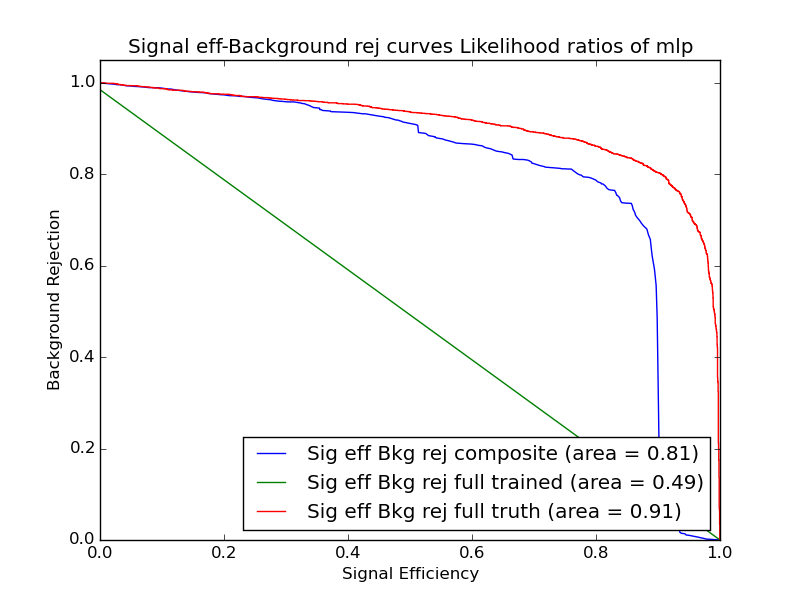 Signal eff-Background rej curves Likelihood ratios of mlp
1.0
0.8
0.6
0.4
0.2
0.0
Background Rejection
Sig eff Bkg rej composite (area = 0.81)
Sig eff Bkg rej full trained (area = 0.49)
Sig eff Bkg rej full truth (area = 0.91)
0.0 0.2 0.4 0.6 0.8 1.0
Signal Efficiency